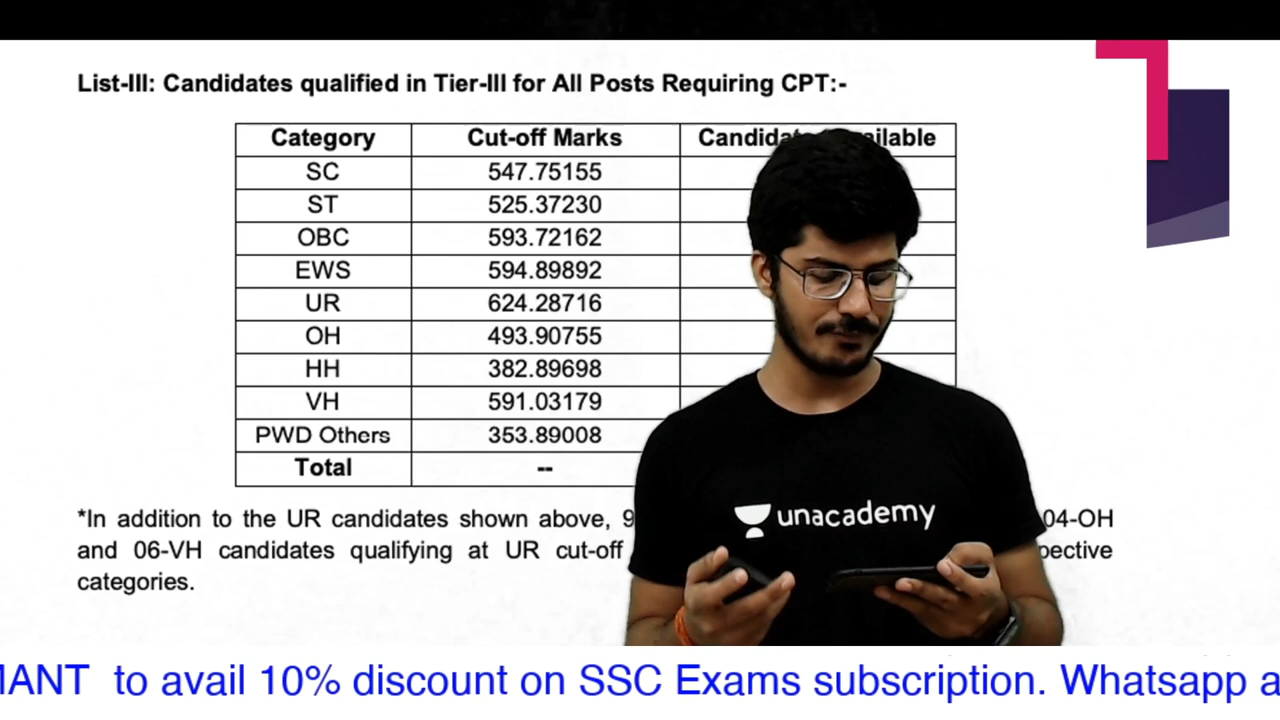 List-III: Candidates qualified in Tier-III for All Posts Requiring CPT:-
Category Cut-off Marks
SC 547.75155
ST 525.37230
OBC 593.72162
EWS 594.89892
UR 624.28716
OH 493.90755
HH 382.89698
VH 591.03179
PWD Others 353.89008
Total --
*In addition to the UR candidates shown above, 04-OH
and 06-VH candidates qualifying at UR cut-off
categories.
unacademy
to avail 10% discount on SSC Exams subscription. Whatsapp